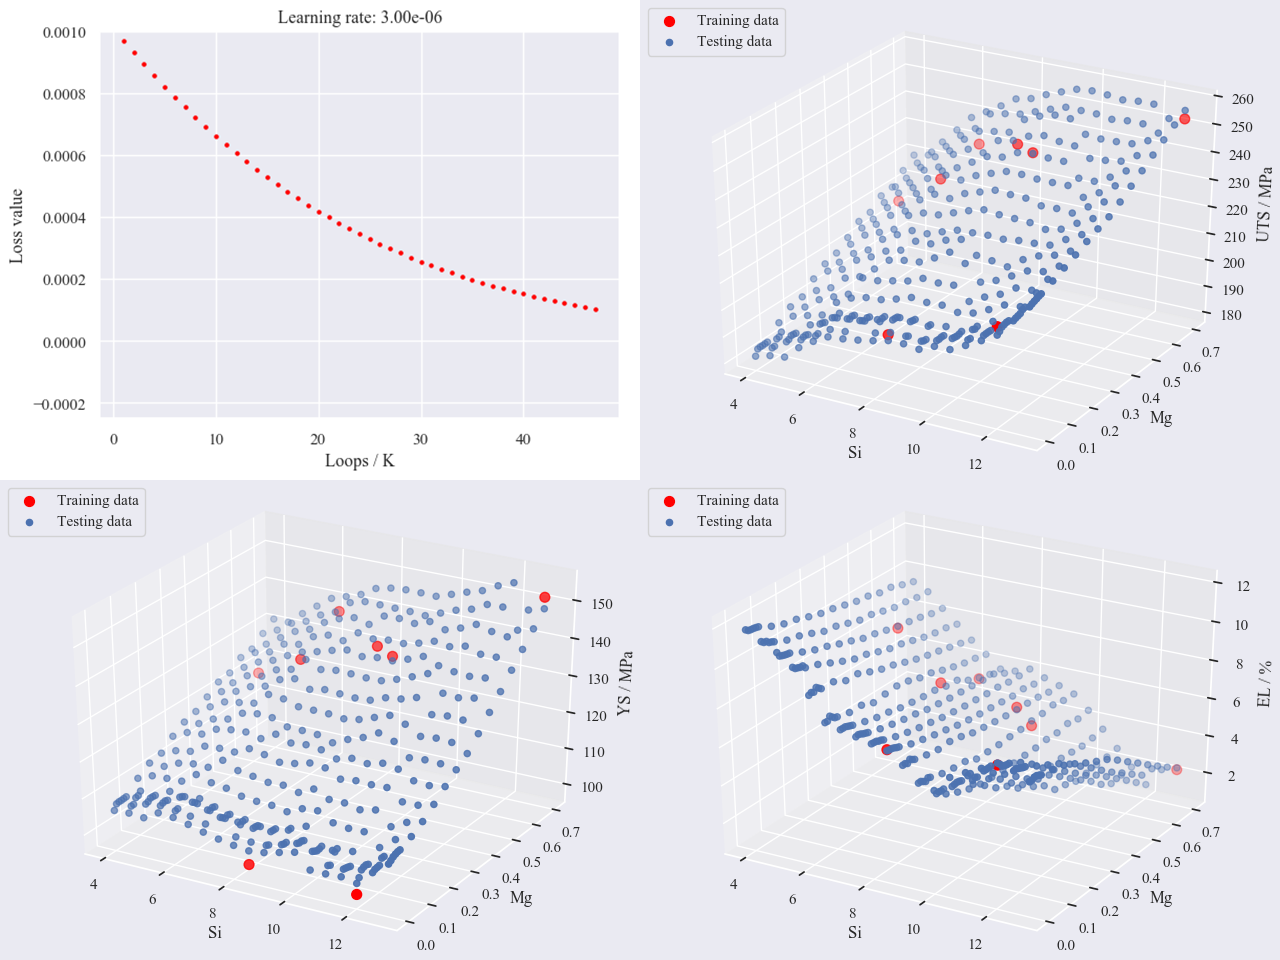 Learning rate: 3.00e-06
0.0010
0.0008
0.0006
0.0004
0.0002
0.0000
−0.0002
Loss value
0 10 20 30 40
Loops / K
Training data
Testing data
260
250
240
230
220
210
200
190
180
UTS / MPa
0.7
0.6
0.5
0.4
0.3
0.2
0.1
0.0
Mg
4 6 8 10 12
Si
Training data
Testing data
150
140
130
120
110
100
YS / MPa
0.7
0.6
0.5
0.4
0.3
0.2
0.1
0.0
Mg
4 6 8 10 12
Si
Training data
Testing data
12
10
8
6
4
2
EL / %
0.7
0.6
0.5
0.4
0.3
0.2
0.1
0.0
Mg
4 6 8 10 12
Si